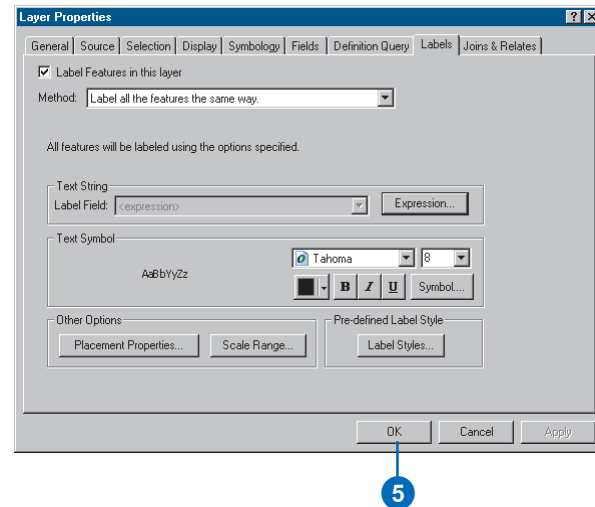 Layer Properties
General Source Selection Display Symbology Fields Definition Query Labels Joins & Relates
Label Features in this layer
Method: Label all the features the same way.
All features will be labeled using the options specified.
Text String
Label Field: <expression> Expression...
Text Symbol
AaBbYyZz
Tahoma 8
B I U Symbol....
Other Options
Placement Properties... Scale Range...
Pre-defined Label Style
Label Styles...
OK Cancel Apply
5